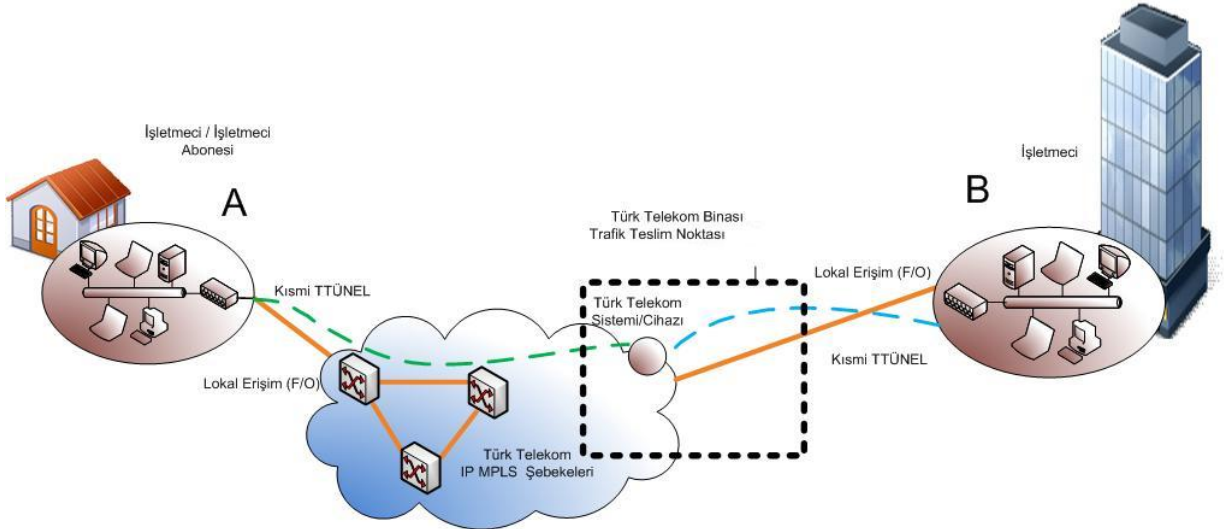 İşletmeci / İşletmeci
Abonesi
A
İşletmeci
B
Türk Telekom Binası
Trafik Teslim Noktası
Lokal Erişim (F/O)
Kısmi TTÜNEL
Türk Telekom
Sistemi/Cihazı
Kısmi TTÜNEL
Lokal Erişim (F/O)
Türk Telekom
IP MPLS Şebekeleri